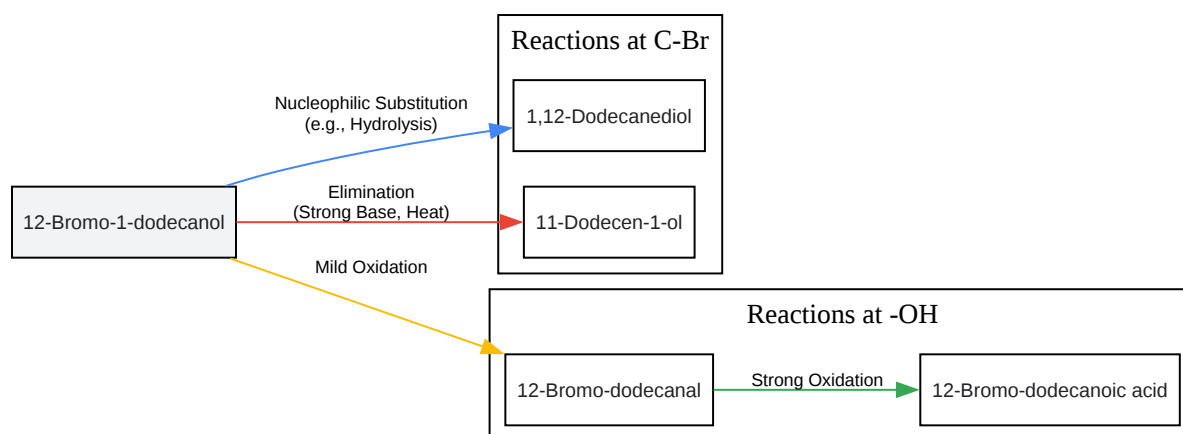 Reactions at C-Br
Nucleophilic Substitution
(e.g., Hydrolysis)
1,12-Dodecanediol
12-Bromo-1-dodecanol
Elimination
(Strong Base, Heat)
11-Dodecen-1-ol
Mild Oxidation
Reactions at -OH
12-Bromo-dodecanal
Strong Oxidation
12-Bromo-dodecanoic acid